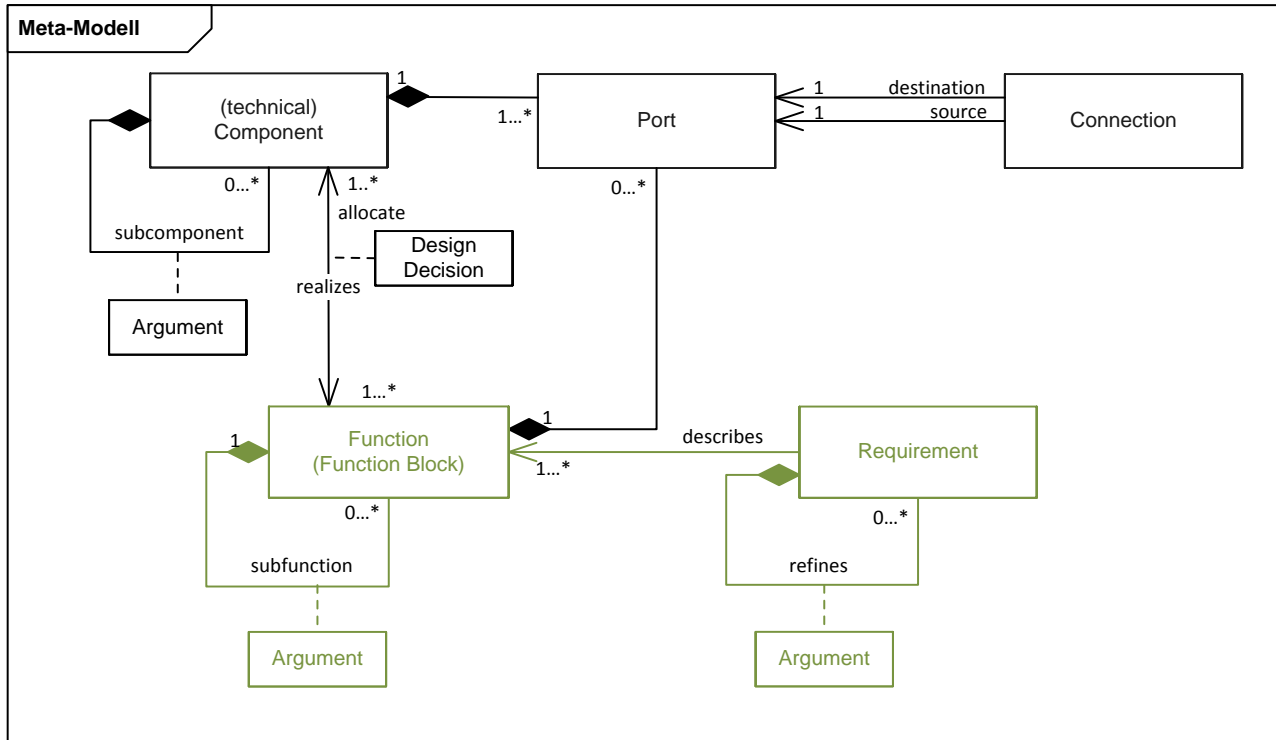 Meta-Modell
(technical)
Component
1
1...*
Port
1
destination
1
source
Connection
0...*
1..*
0...*
allocate
subcomponent
Design
Decision
realizes
Argument
1...*
Function
(Function Block)
1
1
describes
1...*
Requirement
0...*
0...*
subfunction
refines
Argument
Argument